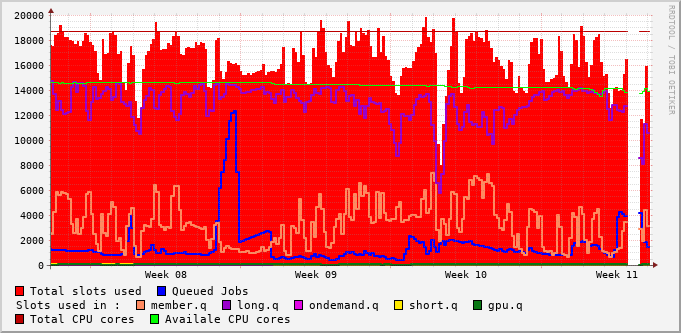 20000
18000
16000
14000
12000
10000
8000
6000
4000
2000
0
Week 08 Week 09 Week 10 Week 11
RRDTOOL / TOBI OETIKER
Total slots used Queued Jobs
Slots used in : member.q long.q ondemand.q short.q gpu.q
Total CPU cores Availale CPU cores